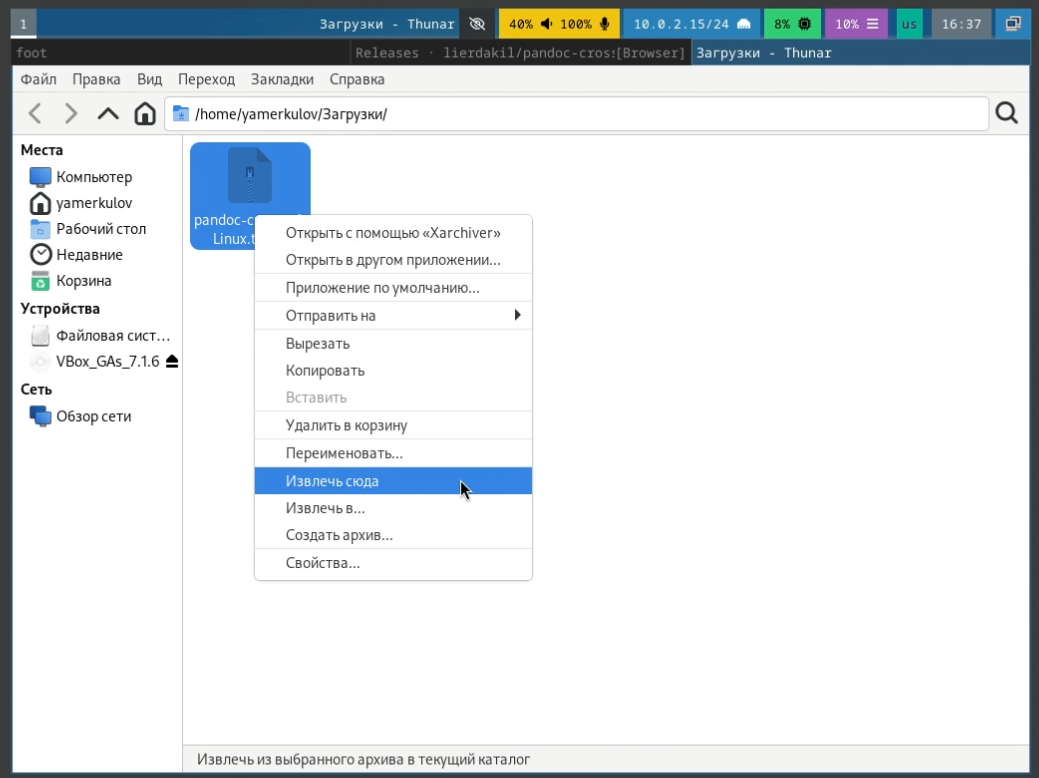 1 Загрузки - Thunar 40% 100% 10.0.2.15/24 8% 10% us 16:37
foot Releases · lierdakil/pandoc-cros:[Browser] Загрузки - Thunar
Файл Правка Вид Переход Закладки Справка
/home/yamerkulov/Загрузки/
Места
Компьютер
yamerkulov
Рабочий стол
Недавние
Корзина
Устройства
Файловая сист...
VBox_GAs_7.1.6
Сеть
Обзор сети
Linux.t
Открыть с помощью «Xarchiver»
Открыть в другом приложении...
Приложение по умолчанию...
Отправить на
Вырезать
Копировать
Вставить
Удалить в корзину
Переименовать...
Извлечь сюда
Извлечь в...
Создать архив...
Свойства...
Извлечь из выбранного архива в текущий каталог